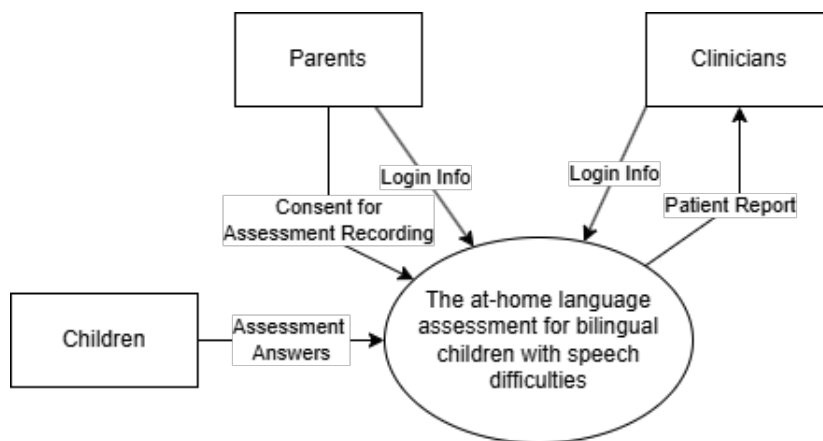 Parents
Clinicians
Login Info
Login Info
Patient Report
Consent for
Assessment Recording
Children
Assessment
Answers
The at-home language
assessment for bilingual
children with speech
difficulties